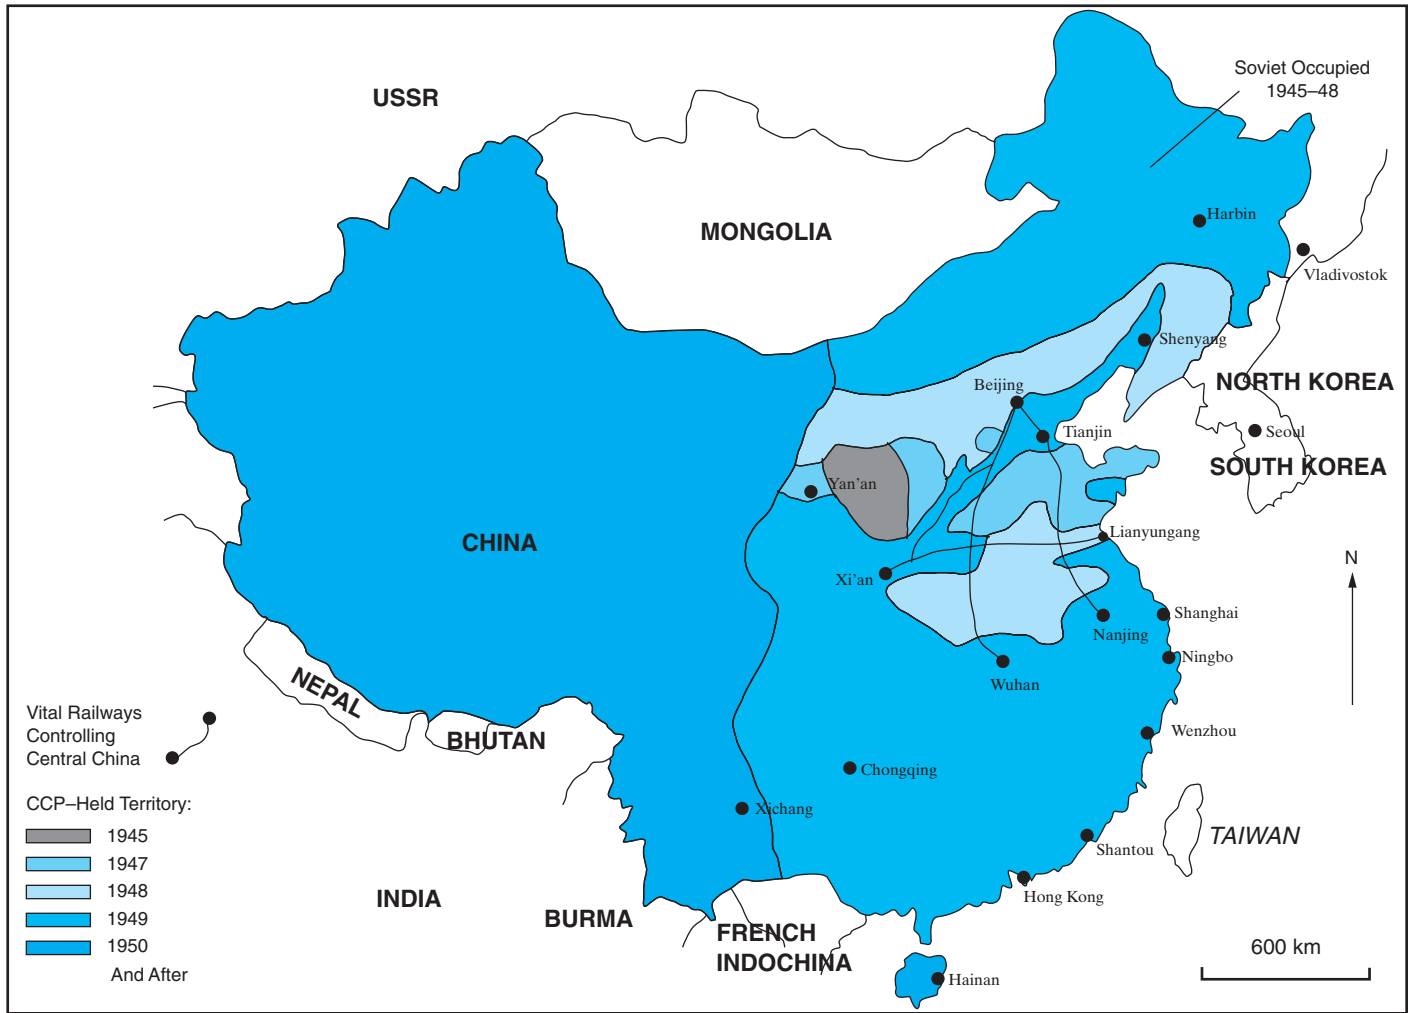 Soviet Occupied
1945–48
USSR
MONGOLIA
Harbin
Vladivostok
Shenyang
Beijing
NORTH KOREA
Tianjin
Seoul
SOUTH KOREA
Yan’an
Lianyungang
CHINA
N
Xi’an
Shanghai
Nanjing
Ningbo
Wuhan
NEPAL
BHUTAN
Wenzhou
Vital Railways
Controlling
Central China
Chongqing
Xichang
TAIWAN
Shantou
Hong Kong
CCP–Held Territory:
1945
1947
1948
1949
1950
And After
INDIA
BURMA
FRENCH
INDOCHINA
Hainan
600 km